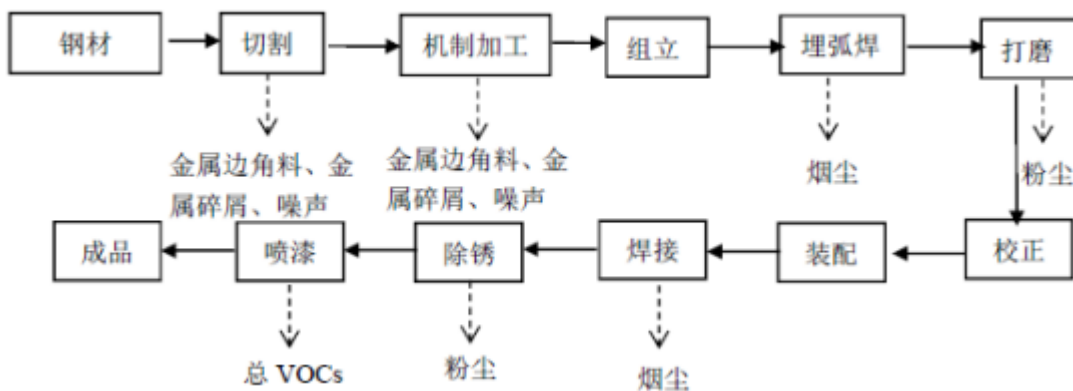 钢材
切割
机制加工
组立
埋弧焊
打磨
金属边角料、金
属碎屑、噪声
金属边角料、金
属碎屑、噪声
烟尘
粉尘
成品
喷漆
除锈
焊接
装配
校正
总 VOCs
粉尘
烟尘